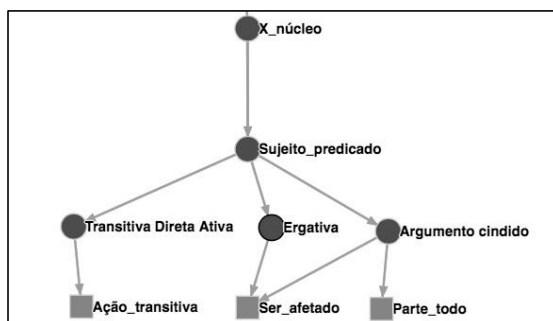 X_núcleo
Sujeito_predicado
Transitiva Direta Ativa
Ergativa
Argumento cindido
Ação_transitiva
Ser_afetado
Parte_todo